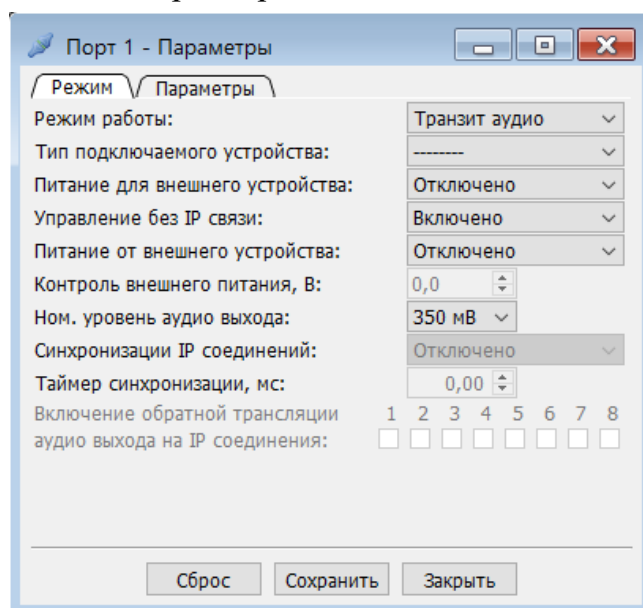 Порт 1 - Параметры
Режим Параметры
Режим работы: Транзит аудио
Тип подключаемого устройства: --------
Питание для внешнего устройства: Отключено
Управление без IP связи: Включено
Питание от внешнего устройства: Отключено
Контроль внешнего питания, В: 0,0
Ном. уровень аудио выхода: 350 мВ
Синхронизации IP соединений: Отключено
Таймер синхронизации, мс: 0,00
Включение обратной трансляции 1 2 3 4 5 6 7 8
аудио выхода на IP соединения:
Сброс Сохранить Закрыть